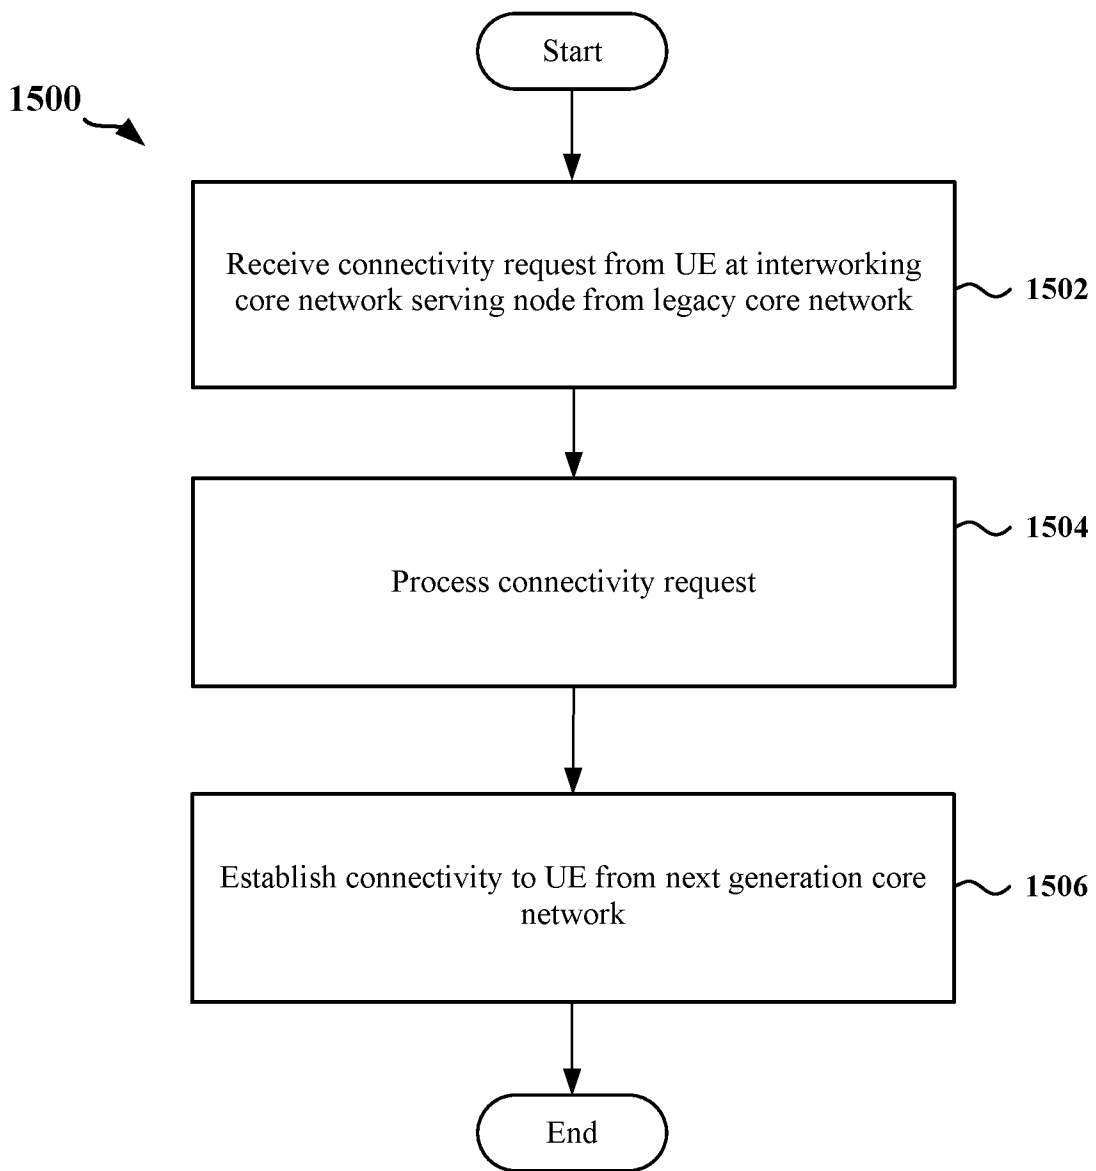 Start
1500
Receive connectivity request from UE at interworking
core network serving node from legacy core network
1502
1504
Process connectivity request
Establish connectivity to UE from next generation core
network
1506
End